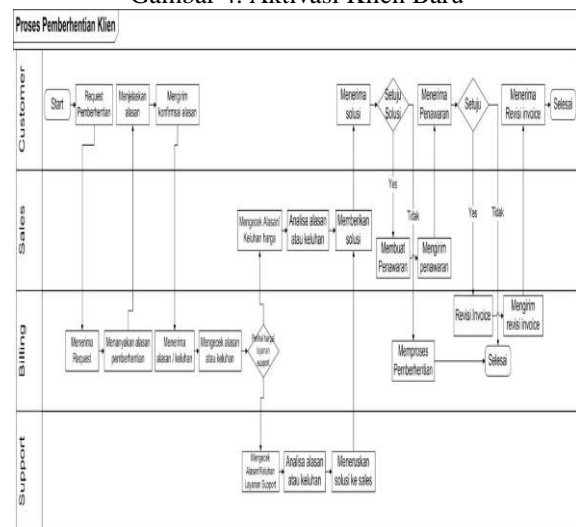 Gambar 4. Aktivasi Klien Baru
Proses Pemberhentian Klien
Customer
Start
Request
Pemberhentian
Menjelaskan
alasan
Mengirim
konfirmsai alasan
Menerima
solusi
Setuju
Solusi
Menerima
Penawaran
Setuju
Menerima
Revisi invoice
Selesai
Yes
Tidak
Yes
Tidak
Sales
Mengecek Alasan/
Keluhan harga
Analisa alasan
atau keluhan
Memberikan
solusi
Membuat
Penawaran
Mengirim
penawaran
Billing
Menerima
Request
Menanyakan alasan
pemberhentian
Menerima
alasan / keluhan
Mengecek alasan
atau keluhan
harga
layanan
support
Revisi Invoice
Mengirim
revisi invoice
Memproses
Pemberhentian
Selesai
Support
Mengecek
Alasan/Keluhan
Layanan Support
Analisa alasan
atau keluhan
Meneruskan
solusi ke sales